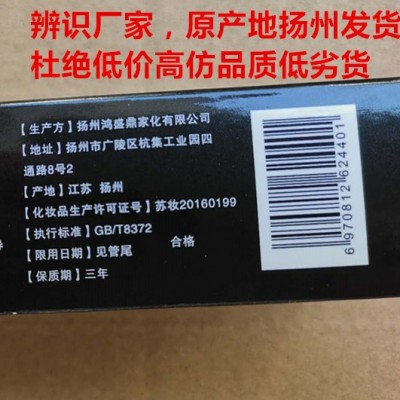 辨识厂家，原产地扬州发货
杜绝低价高仿品质低劣货
【生产方】扬州鸿盛鼎家化有限公司
【地址】扬州市广陵区杭集工业园四
通路8号2
【产地】江苏 扬州
【化妆品生产许可证号】苏妆20160199
【执行标准】GB/T8372
【限用日期】见管尾 合格
【保质期】三年
6 970812 624401